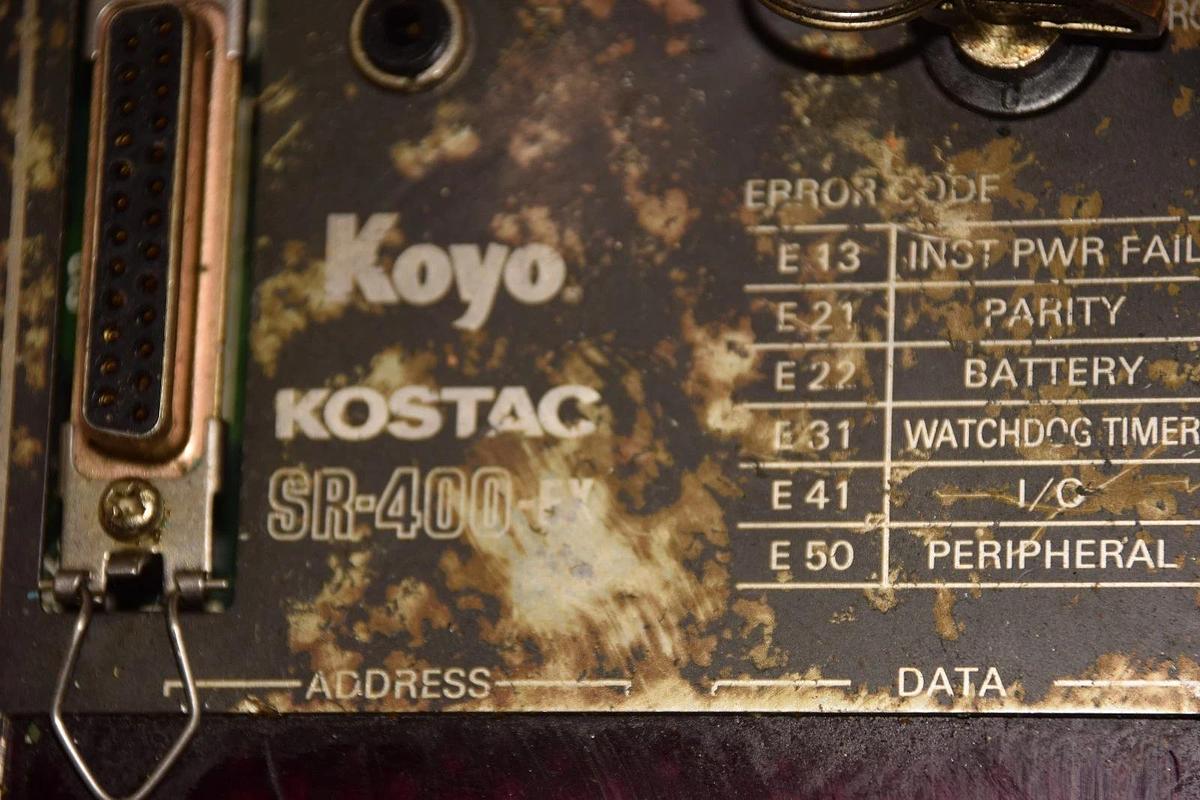 Koyo
KOSTAC
SR-400 EX
ERROR CODE
E 13 INST PWR FAIL
E 21 PARITY
E 22 BATTERY
E 31 WATCHDOG TIMER
E 41 I/O
E 50 PERIPHERAL
ADDRESS DATA